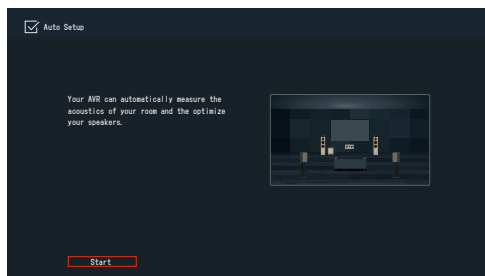 Auto Setup
Your AVR can automatically measure the
acoustics of your room and the optimize
your speakers.
Start